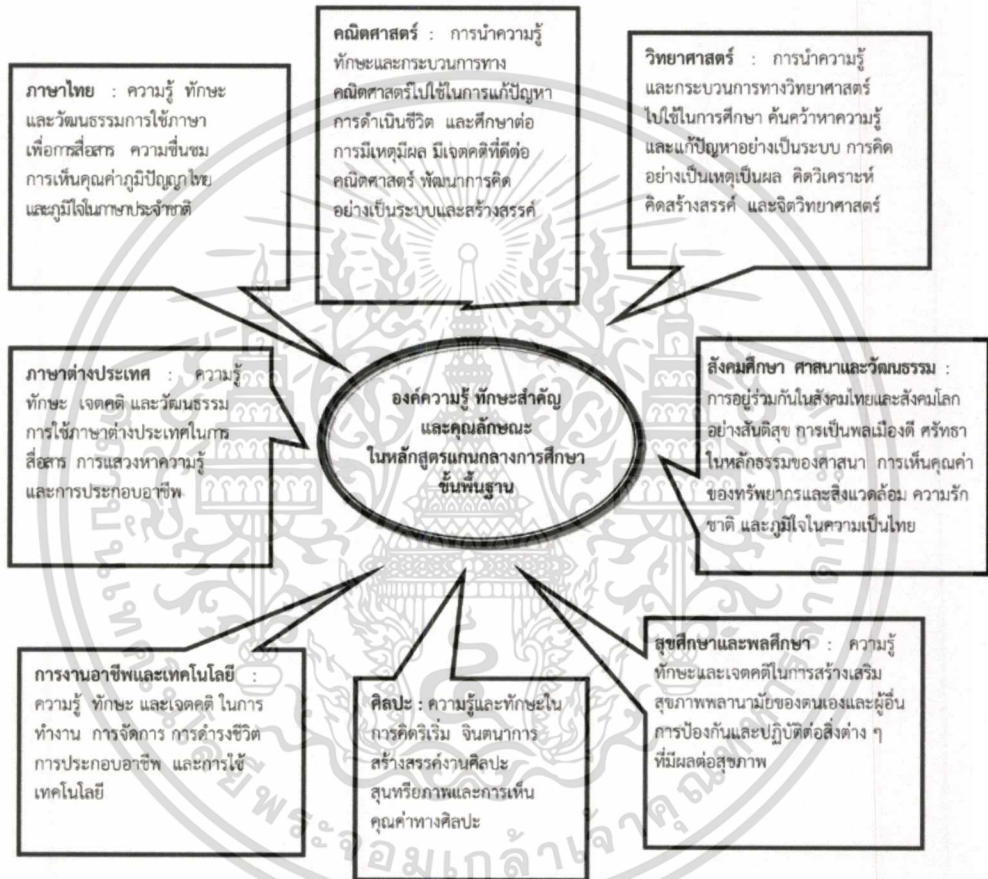 ภาษาไทย : ความรู้ ทักษะ
และวัฒนธรรมการใช้ภาษา
เพื่อการสื่อสาร ความชื่นชม
การเห็นคุณค่าภูมิปัญญาไทย
และภูมิใจในภาษาประจำชาติ
คณิตศาสตร์ : การนำความรู้
ทักษะและกระบวนการทาง
คณิตศาสตร์ไปใช้ในการแก้ปัญหา
การดำเนินชีวิต และศึกษาต่อ
การมีเหตุมีผล มีเจตคติที่ดีต่อ
คณิตศาสตร์ พัฒนาการคิด
อย่างเป็นระบบและสร้างสรรค์
วิทยาศาสตร์ : การนำความรู้
และกระบวนการทางวิทยาศาสตร์
ไปใช้ในการศึกษา ค้นคว้าหาความรู้
และแก้ปัญหาอย่างเป็นระบบ การคิด
อย่างเป็นเหตุเป็นผล คิดวิเคราะห์
คิดสร้างสรรค์ และจิตวิทยาศาสตร์
ภาษาต่างประเทศ : ความรู้
ทักษะ เจตคติ และวัฒนธรรม
การใช้ภาษาต่างประเทศในการ
สื่อสาร การแสวงหาความรู้
และการประกอบอาชีพ
องค์ความรู้ ทักษะสำคัญ
และคุณลักษณะ
ในหลักสูตรแกนกลางการศึกษา
ขั้นพื้นฐาน
สังคมศึกษา ศาสนาและวัฒนธรรม :
การอยู่ร่วมกันในสังคมไทยและสังคมโลก
อย่างสันติสุข การเป็นพลเมืองดี ศรัทธา
ในหลักธรรมของศาสนา การเห็นคุณค่า
ของทรัพยากรและสิ่งแวดล้อม ความรัก
ชาติ และภูมิใจในความเป็นไทย
การงานอาชีพและเทคโนโลยี :
ความรู้ ทักษะ และเจตคติ ในการ
ทำงาน การจัดการ การดำรงชีวิต
การประกอบอาชีพ และการใช้
เทคโนโลยี
ศิลปะ : ความรู้และทักษะใน
การคิดริเริ่ม จินตนาการ
สร้างสรรค์งานศิลปะ
สุนทรียภาพและการเห็น
คุณค่าทางศิลปะ
สุขศึกษาและพลศึกษา : ความรู้
ทักษะและเจตคติในการสร้างเสริม
สุขภาพพลานามัยของตนเองและผู้อื่น
การป้องกันและปฏิบัติต่อสิ่งต่าง ๆ
ที่มีผลต่อสุขภาพ
พระจอมเกล้าเจ้าคุณทหารลาดกระบัง